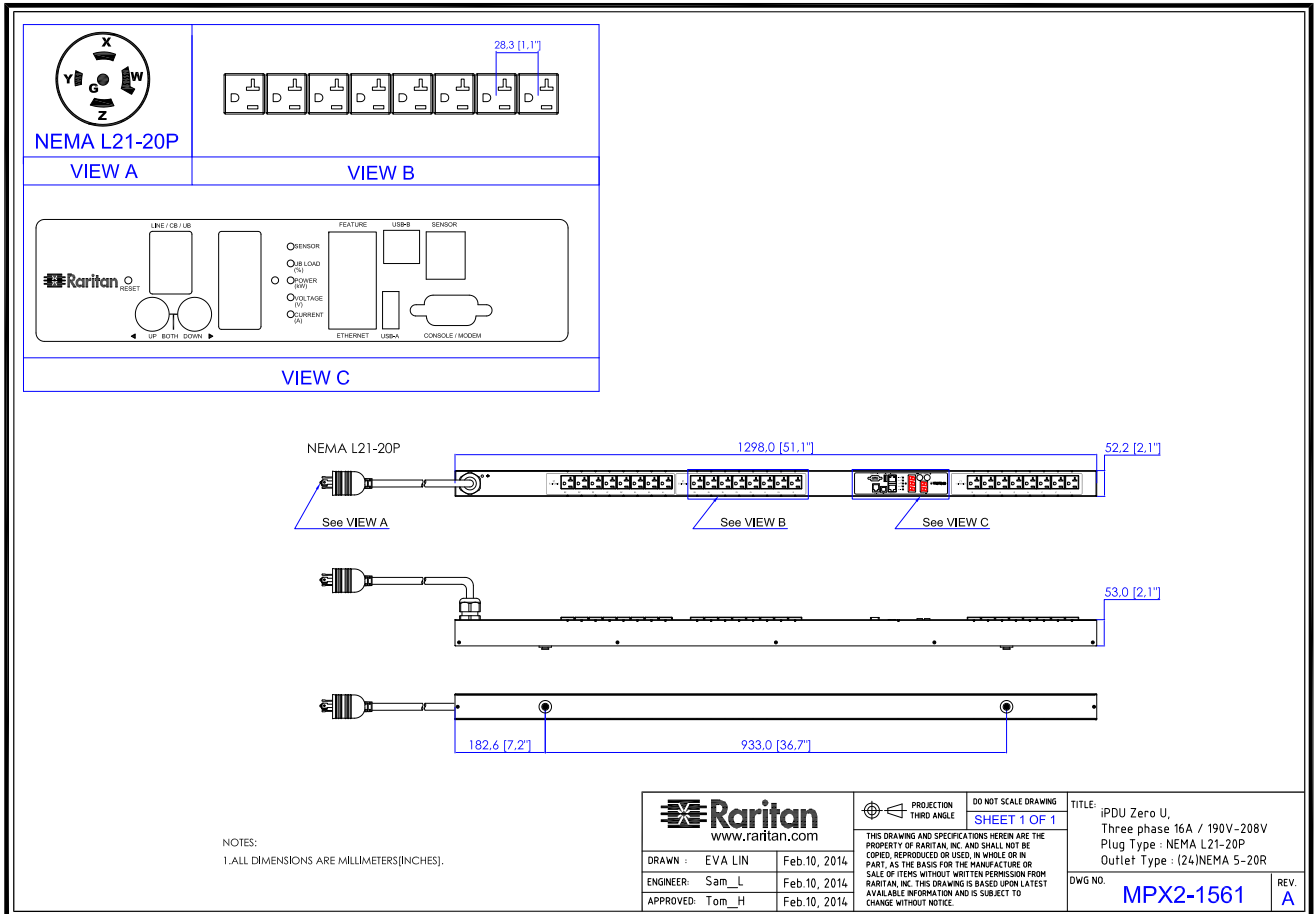 X
Y
W
G
Z
NEMA L21-20P
VIEW A
28,3 [1,1"]
VIEW B
LINE / CB / UB
FEATURE
USB-B
SENSOR
Raritan
RESET
SENSOR
UB LOAD
(%)
POWER
(kW)
VOLTAGE
(V)
CURRENT
(A)
UP BOTH DOWN
ETHERNET
USB-A
CONSOLE / MODEM
VIEW C
NEMA L21-20P
1298,0 [51,1"]
52,2 [2,1"]
See VIEW A
See VIEW B
See VIEW C
53,0 [2,1"]
182,6 [7,2"]
933,0 [36,7"]
NOTES:
1.ALL DIMENSIONS ARE MILLIMETERS[INCHES].
Raritan
www.raritan.com
DRAWN : EVA LIN Feb.10, 2014
ENGINEER: Sam_L Feb.10, 2014
APPROVED: Tom_H Feb.10, 2014
PROJECTION
THIRD ANGLE
DO NOT SCALE DRAWING
SHEET 1 OF 1
THIS DRAWING AND SPECIFICATIONS HEREIN ARE THE
PROPERTY OF RARITAN, INC. AND SHALL NOT BE
COPIED, REPRODUCED OR USED, IN WHOLE OR IN
PART, AS THE BASIS FOR THE MANUFACTURE OR
SALE OF ITEMS WITHOUT WRITTEN PERMISSION FROM
RARITAN, INC. THIS DRAWING IS BASED UPON LATEST
AVAILABLE INFORMATION AND IS SUBJECT TO
CHANGE WITHOUT NOTICE.
TITLE:
iPDU Zero U,
Three phase 16A / 190V-208V
Plug Type : NEMA L21-20P
Outlet Type : (24)NEMA 5-20R
DWG NO.
MPX2-1561
REV.
A